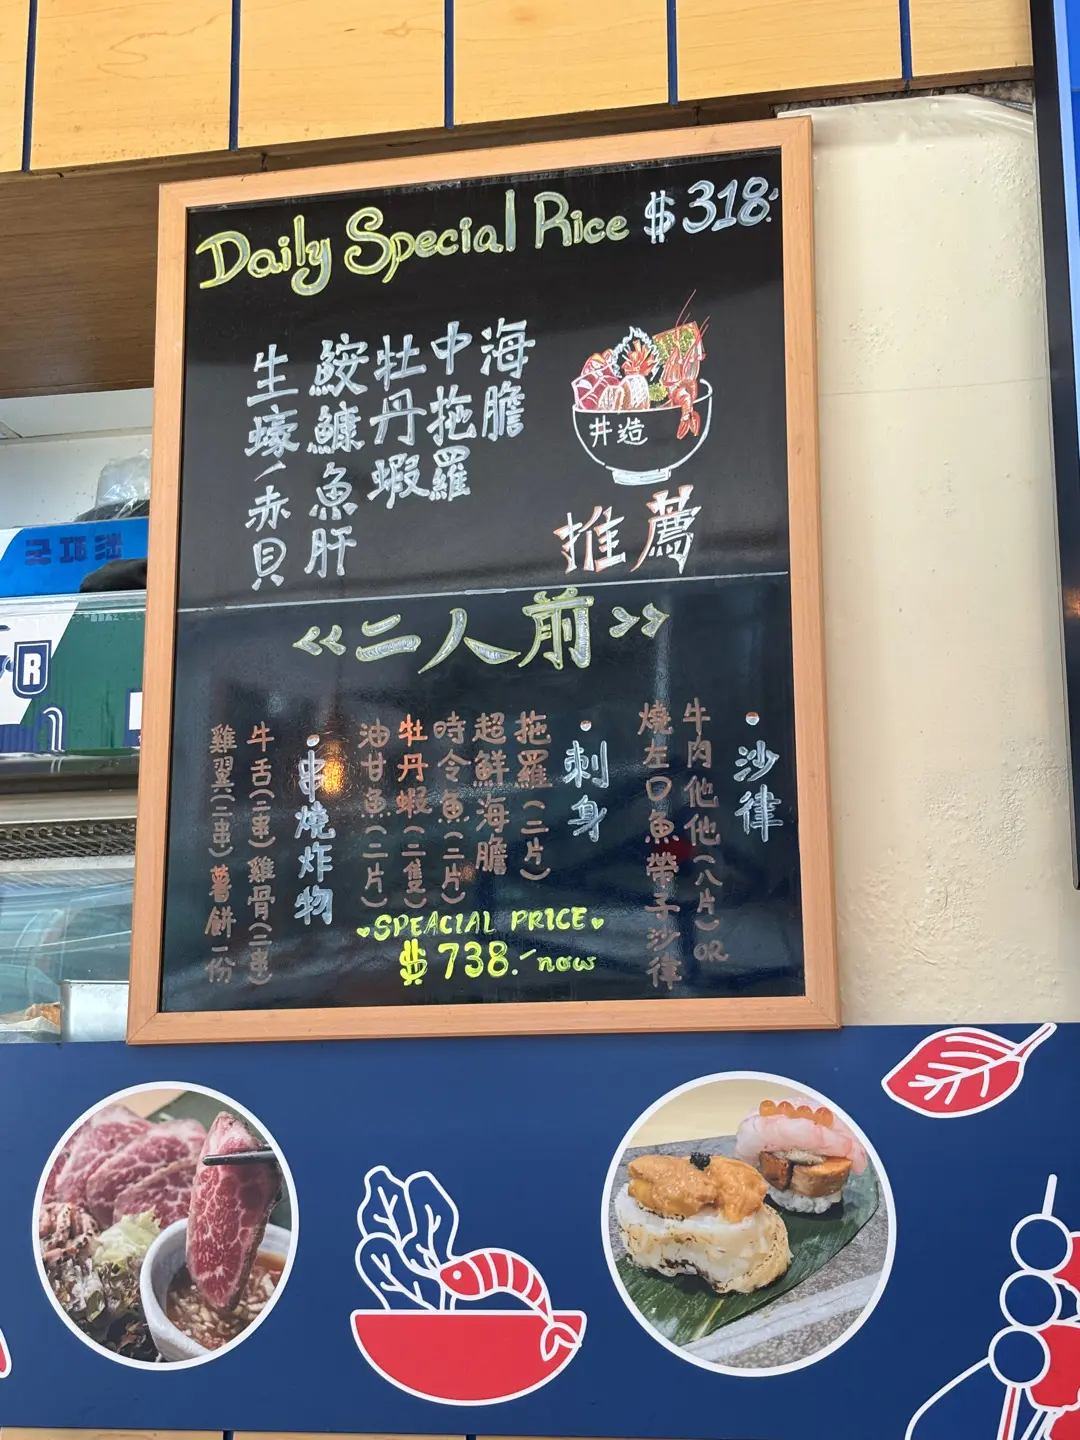 Daily Special Rice $318.
海膽
中拖羅
牡丹蝦
鮟鱇魚肝
生蠔/赤貝
丼造
推薦
《二人前》
•沙律
牛肉他他(八片)OR
燒左口魚帶子沙律
•刺身
拖羅(二片)
超鮮海膽
時令魚(二片)
牡丹蝦(二隻)
油甘魚(二片)
•串燒炸物
牛舌(二串)雞骨(二串)
雞翼(二串)薯餅一份
♥SPEACIAL PRICE♥
$738. now
R